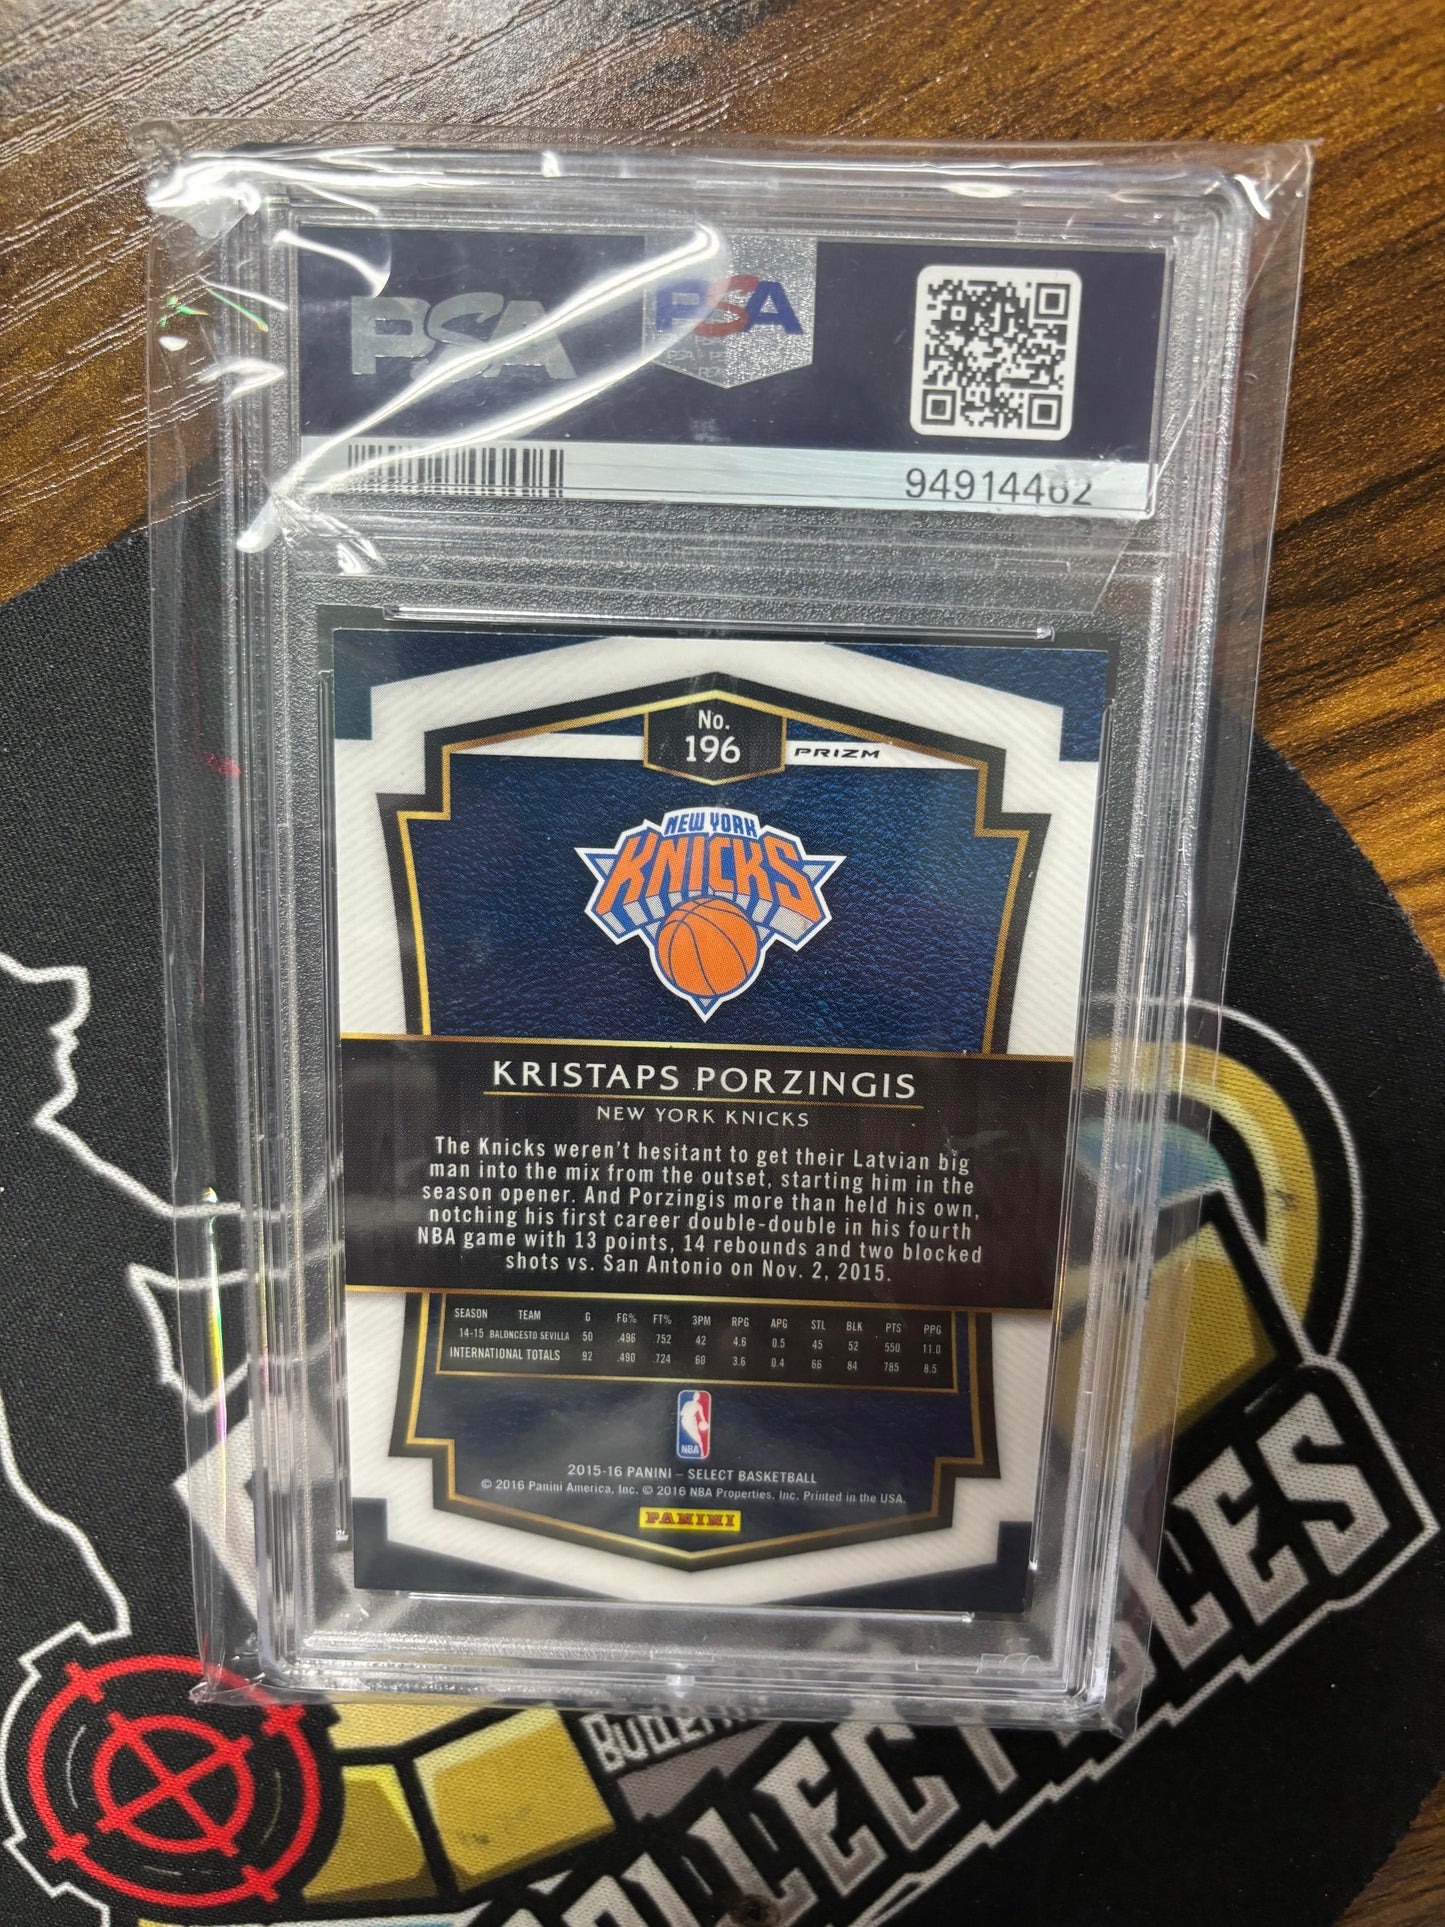 PSA
PSA
94914462
No.
196
PRIZM
NEW YORK
KNICKS
KRISTAPS PORZINGIS
NEW YORK KNICKS
The Knicks weren't hesitant to get their Latvian big
man into the mix from the outset, starting him in the
season opener. And Porzingis more than held his own,
notching his first career double-double in his fourth
NBA game with 13 points, 14 rebounds and two blocked
shots vs. San Antonio on Nov. 2, 2015.
SEASON TEAM G FG% FT% 3PM RPG APG STL BLK PTS PPG
14-15 BALONCESTO SEVILLA 50 .496 .752 42 4.6 0.5 45 52 550 11.0
INTERNATIONAL TOTALS 92 .490 .724 60 3.6 0.4 66 84 785 8.5
NBA
2015-16 PANINI – SELECT BASKETBALL
© 2016 Panini America, Inc. © 2016 NBA Properties, Inc. Printed in the USA.
PANINI